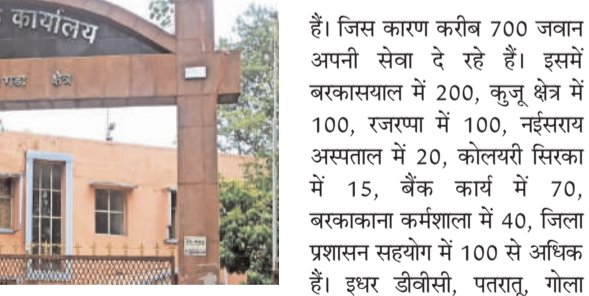 कार्यालय
क्षेत्र
हैं। जिस कारण करीब 700 जवान
अपनी सेवा दे रहे हैं। इसमें
बरकासयाल में 200, कुजू क्षेत्र में
100, रजरप्पा में 100, नईसराय
अस्पताल में 20, कोलयरी सिरका
में 15, बैंक कार्य में 70,
बरकाकाना कर्मशाला में 40, जिला
प्रशासन सहयोग में 100 से अधिक
हैं। इधर डीवीसी, पतरातू, गोला